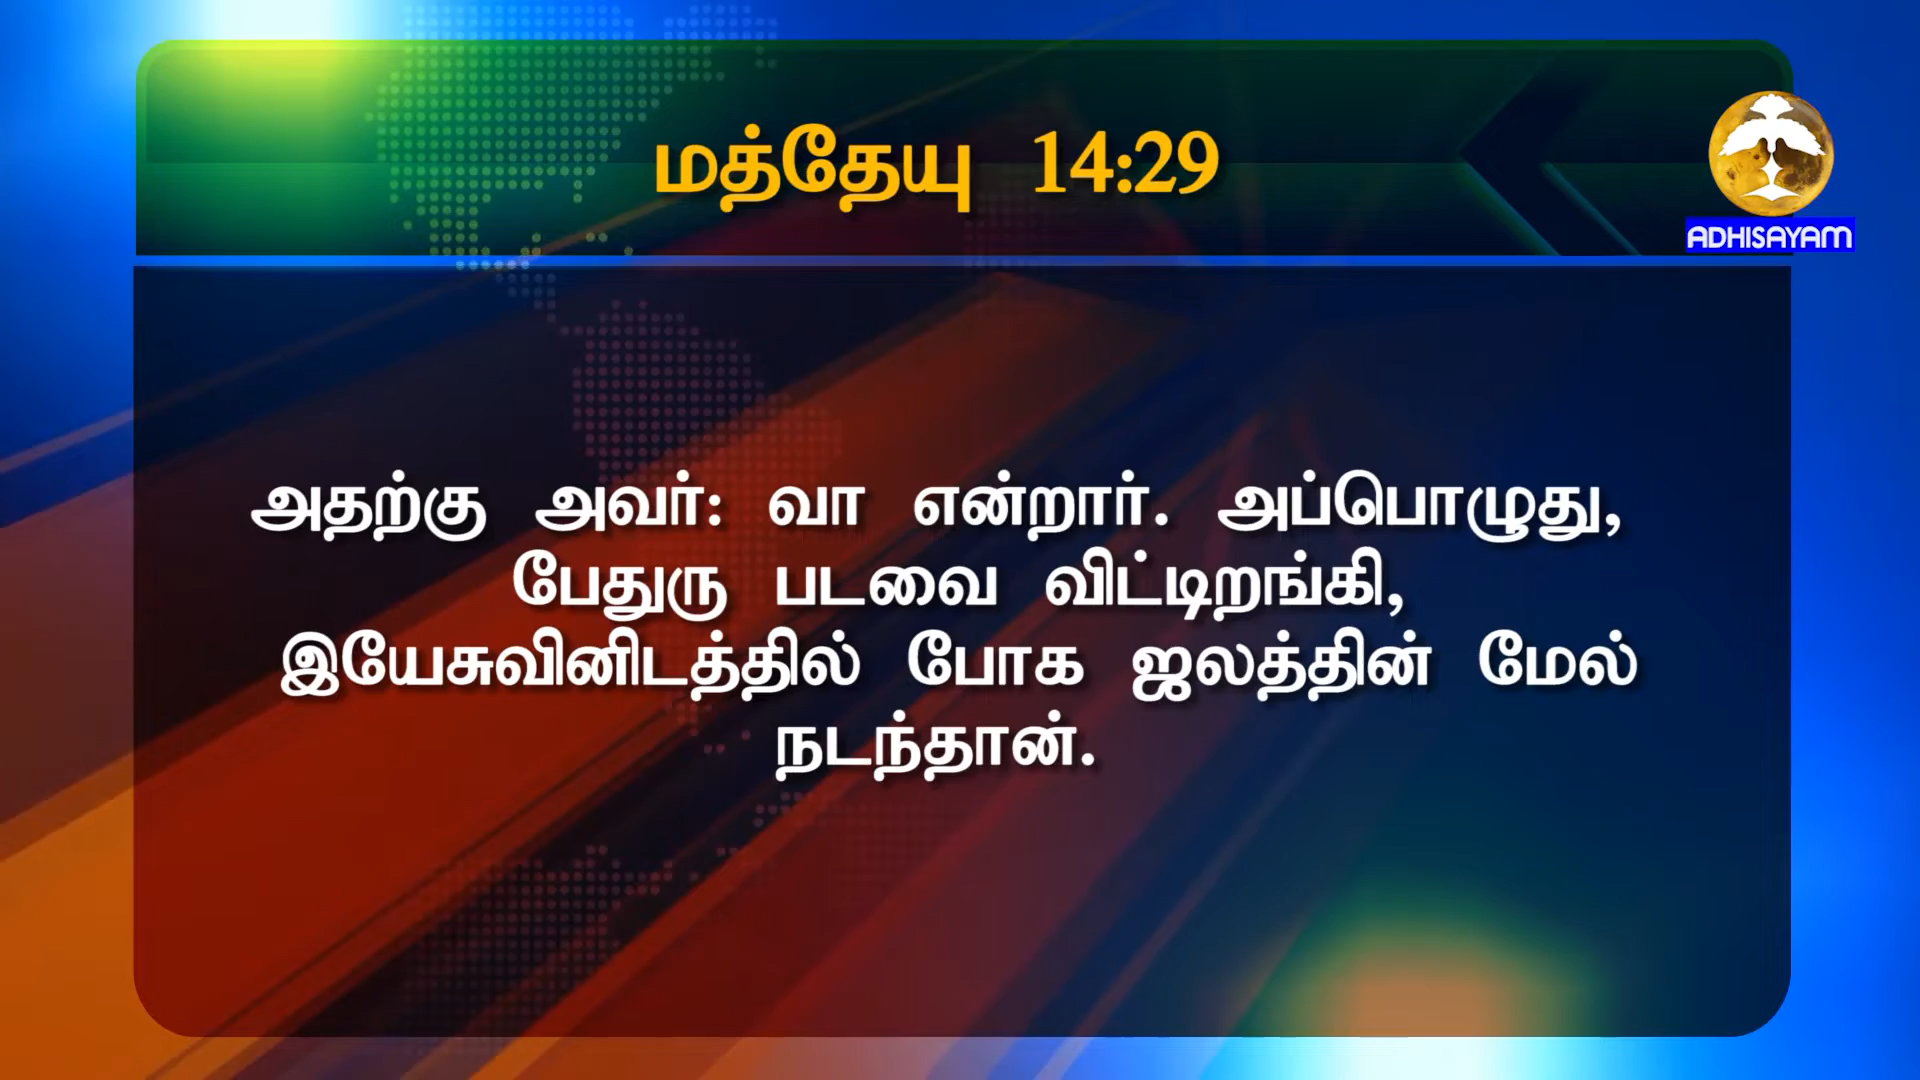 மத்தேயு 14:29
ADHISAYAM
அதற்கு அவர்: வா என்றார். அப்பொழுது,
பேதுரு படவை விட்டிறங்கி,
இயேசுவினிடத்தில் போக ஜலத்தின் மேல்
நடந்தான்.